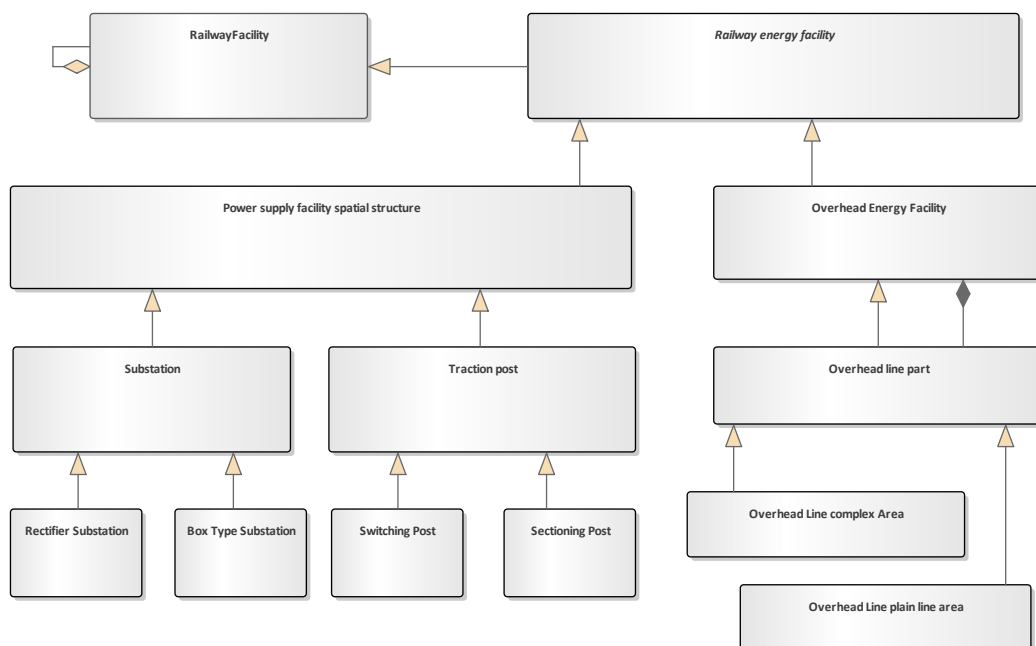 RailwayFacility
Railway energy facility
Power supply facility spatial structure
Overhead Energy Facility
Substation
Traction post
Overhead line part
Rectifier Substation
Box Type Substation
Switching Post
Sectioning Post
Overhead Line complex Area
Overhead Line plain line area